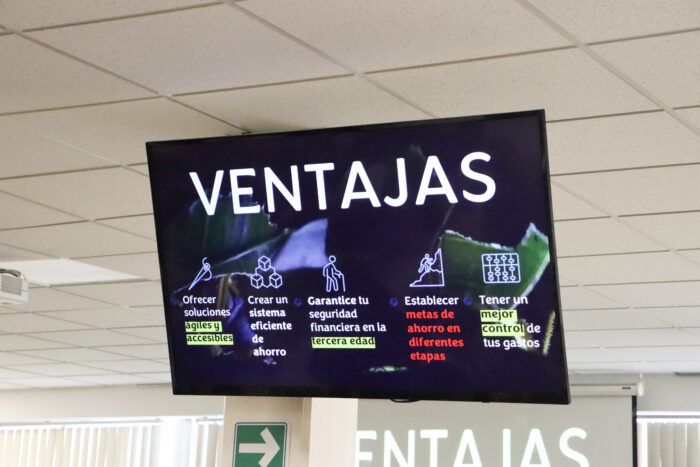 VENTAJAS
Ofrecer
soluciones
ágiles y
accesibles
Crear un
sistema
eficiente
de
ahorro
Garantice tu
seguridad
financiera en la
tercera edad
Establecer
metas de
ahorro en
diferentes
etapas
Tener un
mejor
control de
tus gastos
ENTAJAS